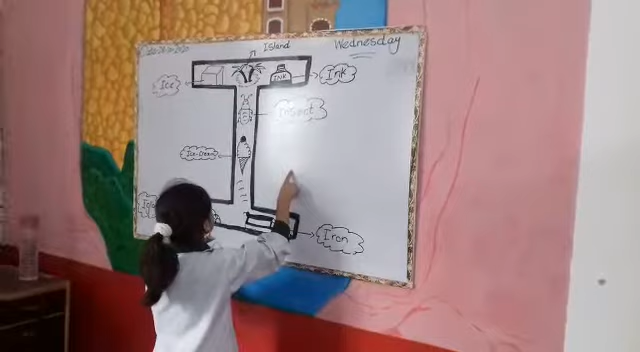 Island
Wednesday
Ice
INK
Ink
Insect
Ice-cream
Iron